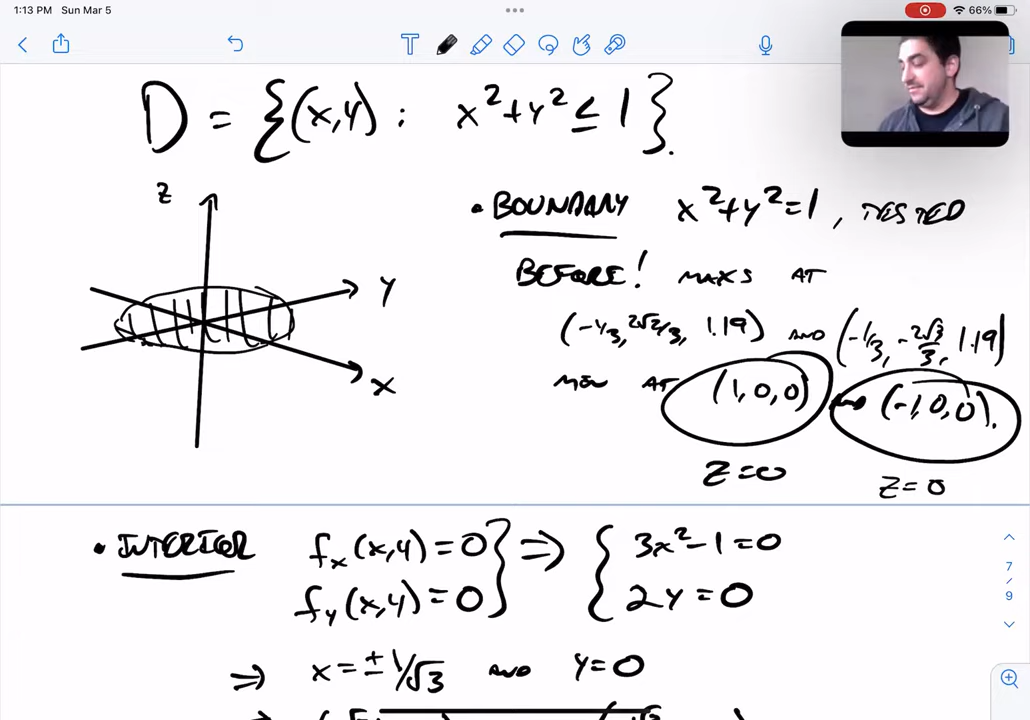 1:13 PM Sun Mar 5
66%
T
D = {(x,y) : x²+y² ≤ 1}.
z
y
x
• BOUNDARY x²+y²=1, TESTED
BEFORE! MAXS AT
(-1/3, 2√2/3, 1.19) AND (-1/3, -2√3/3, 1.19)
MIN AT (1,0,0) AND (-1,0,0).
z=0
z=0
• INTERIOR fx(x,y)=0 } ⇒ { 3x²-1=0
fy(x,y)=0 2y=0
⇒ x=±1/√3 AND y=0
7
/
9